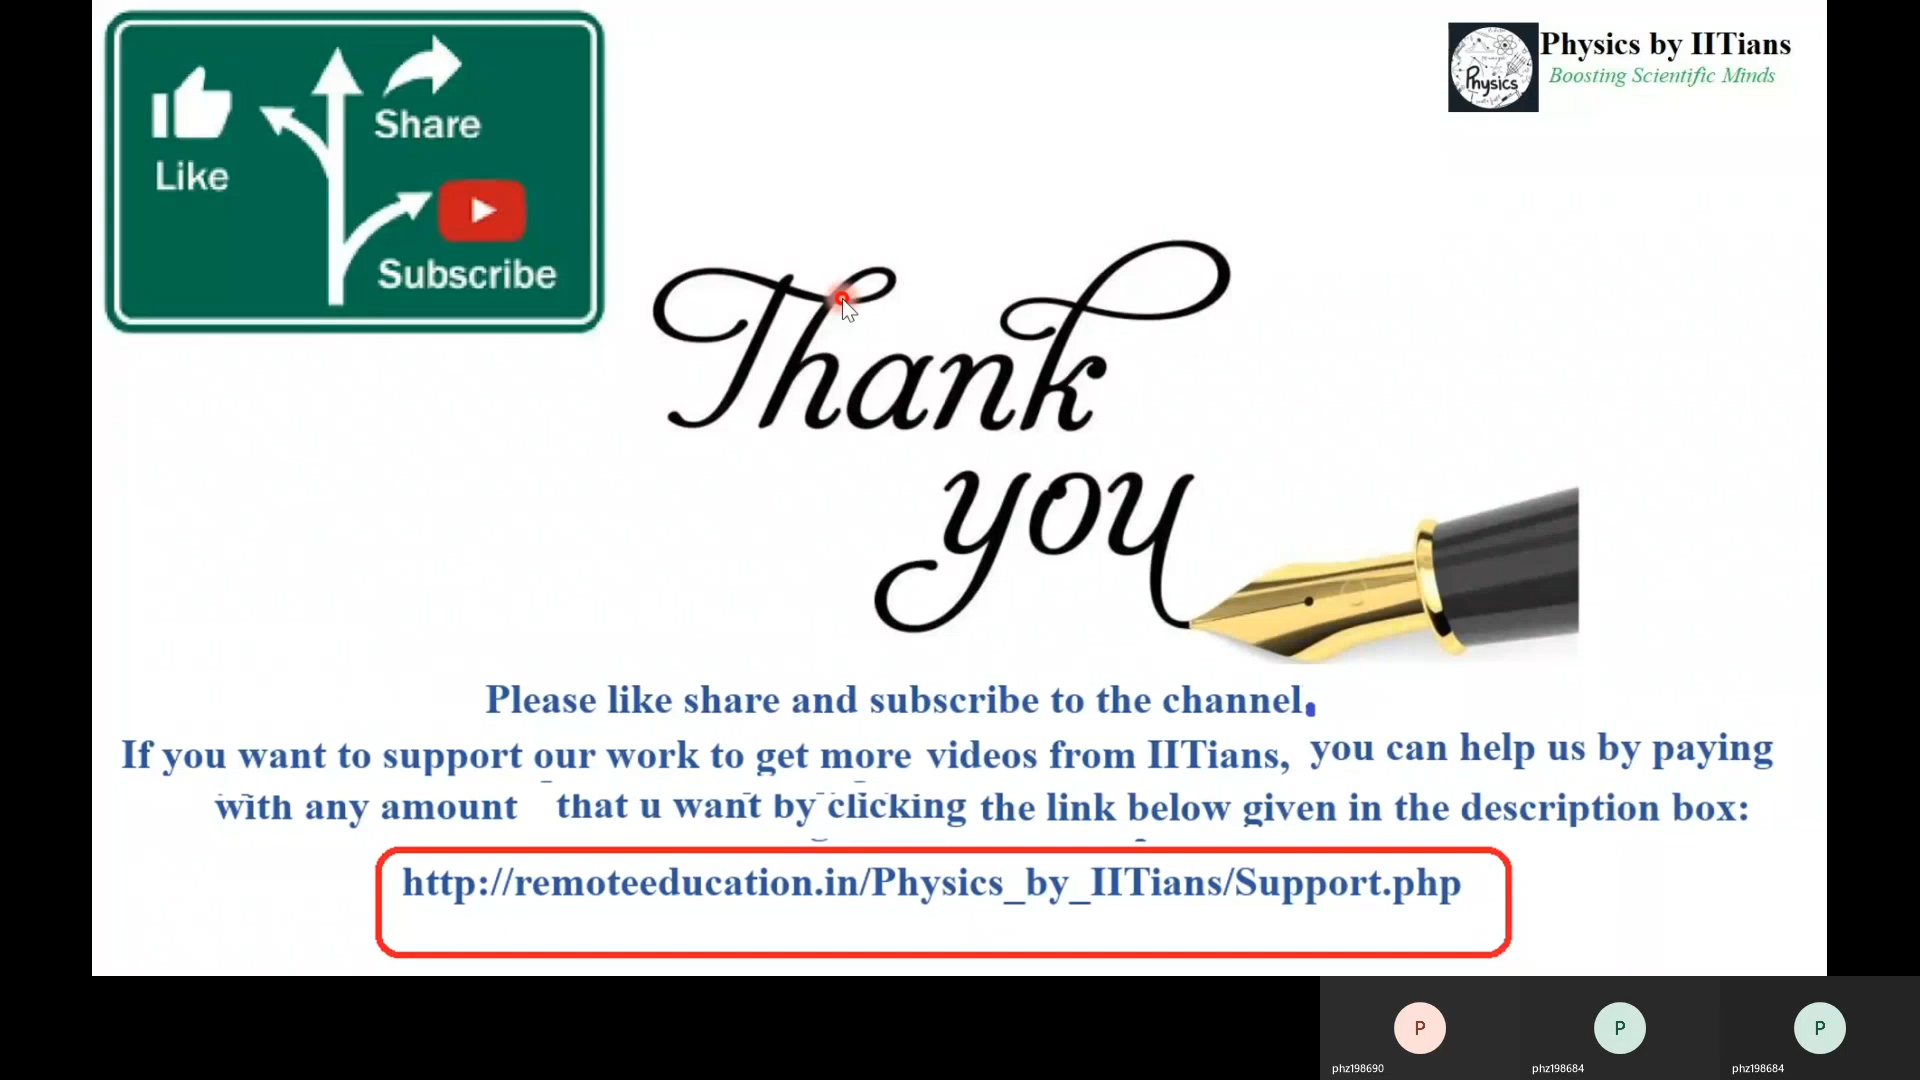 Physics by IITians
Boosting Scientific Minds
Physics
Share
Like
Subscribe
Thank
you
Please like share and subscribe to the channel.
If you want to support our work to get more videos from IITians, you can help us by paying
with any amount that u want by clicking the link below given in the description box:
http://remoteeducation.in/Physics_by_IITians/Support.php
P P P
phz198690 phz198684 phz198684